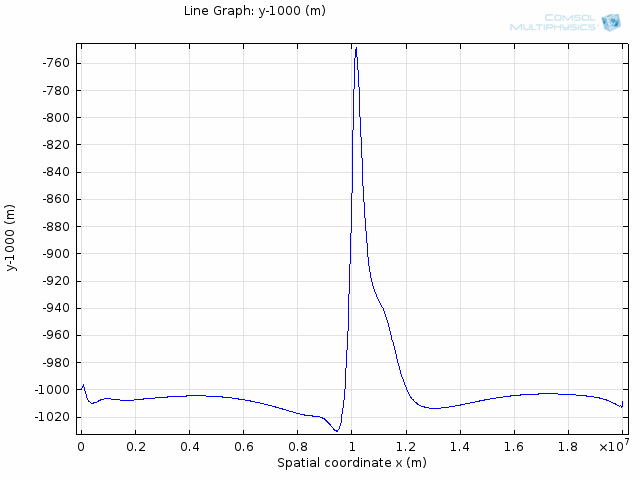 Line Graph: y-1000 (m)
COMSOL
MULTIPHYSICS
-760
-780
-800
-820
-840
-860
-880
-900
-920
-940
-960
-980
-1000
-1020
y-1000 (m)
0 0.2 0.4 0.6 0.8 1 1.2 1.4 1.6 1.8 ×10⁷
Spatial coordinate x (m)